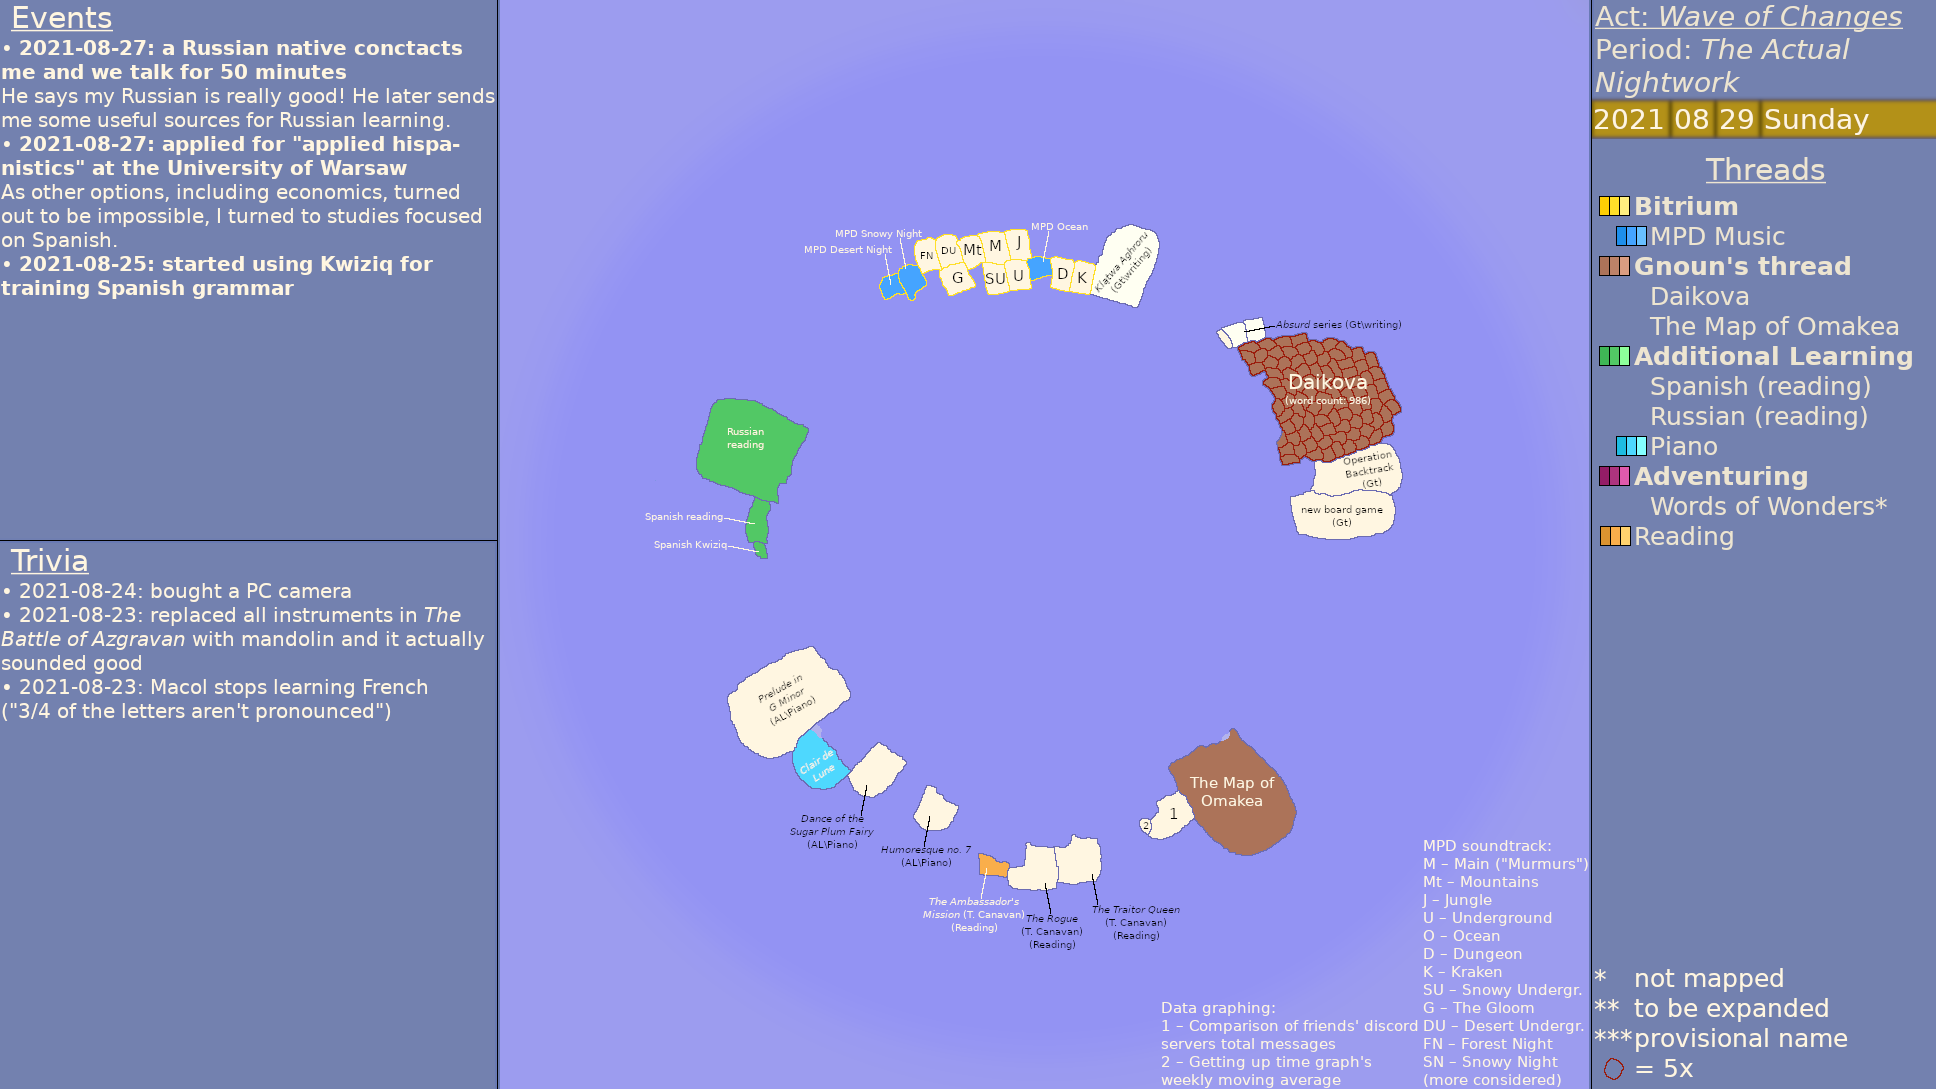 Events
• 2021-08-27: a Russian native conctacts
me and we talk for 50 minutes
He says my Russian is really good! He later sends
me some useful sources for Russian learning.
• 2021-08-27: applied for "applied hispa-
nistics" at the University of Warsaw
As other options, including economics, turned
out to be impossible, I turned to studies focused
on Spanish.
• 2021-08-25: started using Kwiziq for
training Spanish grammar
Trivia
• 2021-08-24: bought a PC camera
• 2021-08-23: replaced all instruments in The
Battle of Azgravan with mandolin and it actually
sounded good
• 2021-08-23: Macol stops learning French
("3/4 of the letters aren't pronounced")
MPD Snowy Night
MPD Desert Night
MPD Ocean
FN
DU
Mt
M
J
G
SU
U
D
K
Klątwa Aghroru
(Gt\writing)
Absurd series (Gt\writing)
Daikova
(word count: 986)
Operation
Backtrack
(Gt)
new board game
(Gt)
Russian
reading
Spanish reading
Spanish Kwiziq
Prelude in
G Minor
(AL\Piano)
Clair de
Lune
Dance of the
Sugar Plum Fairy
(AL\Piano)
Humoresque no. 7
(AL\Piano)
The Ambassador's
Mission (T. Canavan)
(Reading)
The Rogue
(T. Canavan)
(Reading)
The Traitor Queen
(T. Canavan)
(Reading)
The Map of
Omakea
1
2
Data graphing:
1 – Comparison of friends' discord
servers total messages
2 – Getting up time graph's
weekly moving average
MPD soundtrack:
M – Main ("Murmurs")
Mt – Mountains
J – Jungle
U – Underground
O – Ocean
D – Dungeon
K – Kraken
SU – Snowy Undergr.
G – The Gloom
DU – Desert Undergr.
FN – Forest Night
SN – Snowy Night
(more considered)
Act: Wave of Changes
Period: The Actual
Nightwork
2021 08 29 Sunday
Threads
Bitrium
MPD Music
Gnoun's thread
Daikova
The Map of Omakea
Additional Learning
Spanish (reading)
Russian (reading)
Piano
Adventuring
Words of Wonders*
Reading
* not mapped
** to be expanded
*** provisional name
= 5x